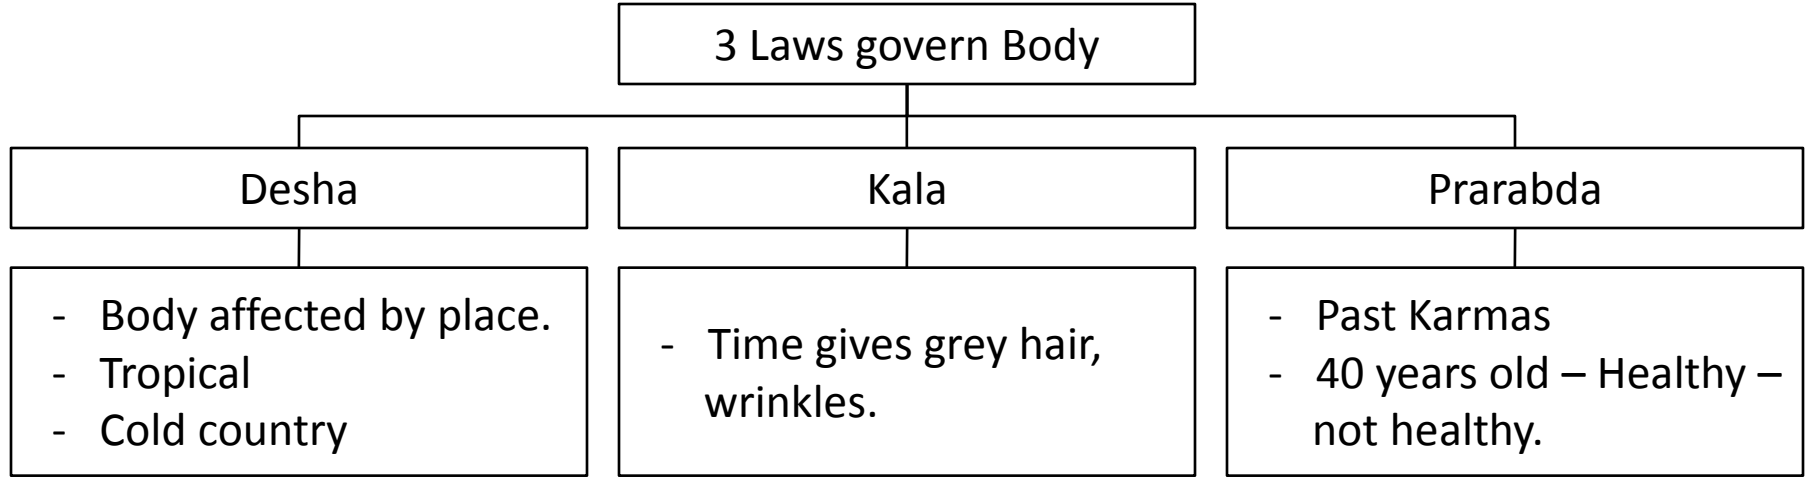 3 Laws govern Body
Desha
Kala
Prarabda
- Body affected by place.
- Tropical
- Cold country
- Time gives grey hair,
wrinkles.
- Past Karmas
- 40 years old – Healthy –
not healthy.